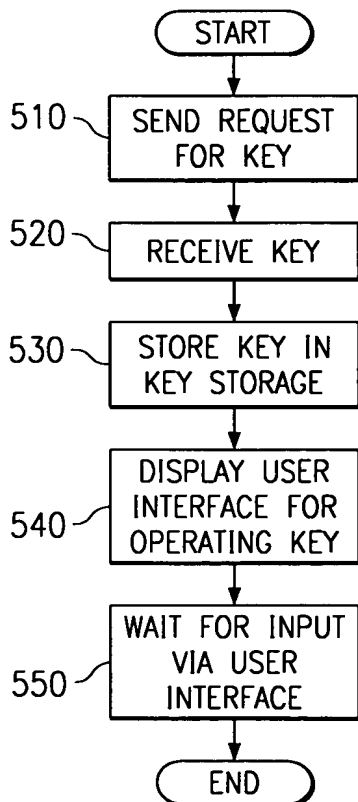 START
510
SEND REQUEST
FOR KEY
520
RECEIVE KEY
530
STORE KEY IN
KEY STORAGE
540
DISPLAY USER
INTERFACE FOR
OPERATING KEY
550
WAIT FOR INPUT
VIA USER
INTERFACE
END